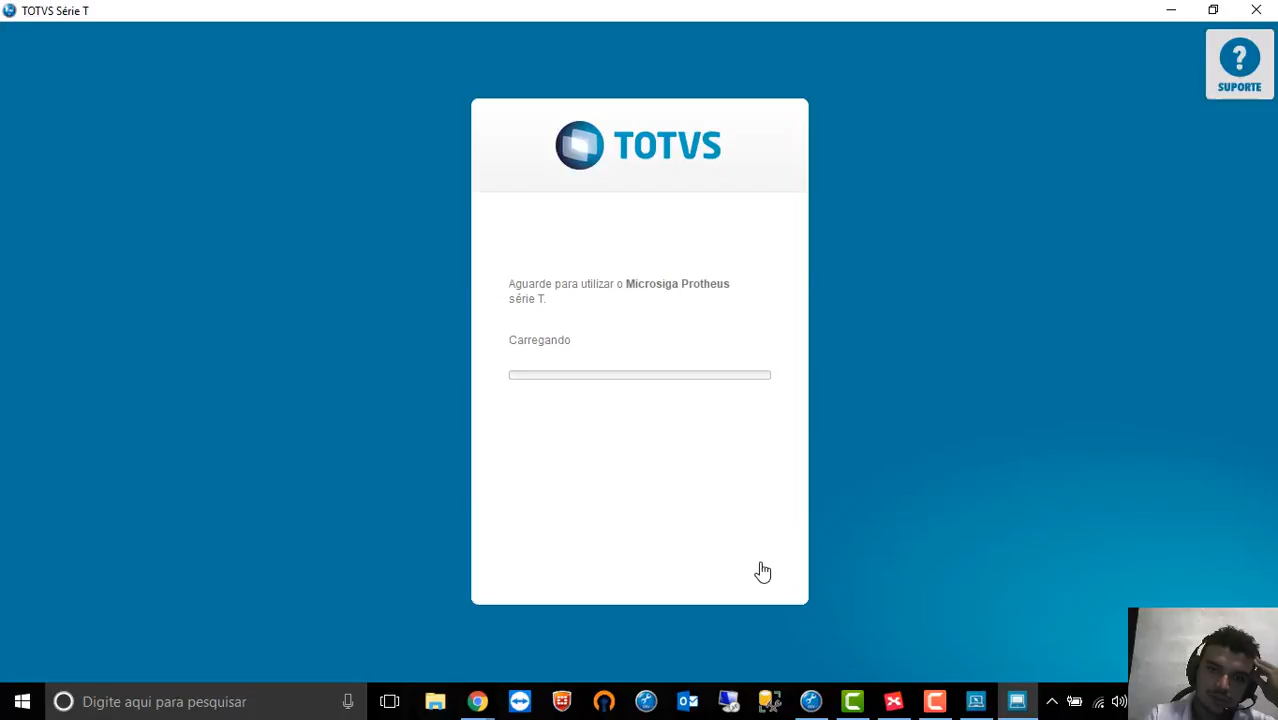 TOTVS Série T
SUPORTE
TOTVS
Aguarde para utilizar o Microsiga Protheus
série T.
Carregando
Digite aqui para pesquisar